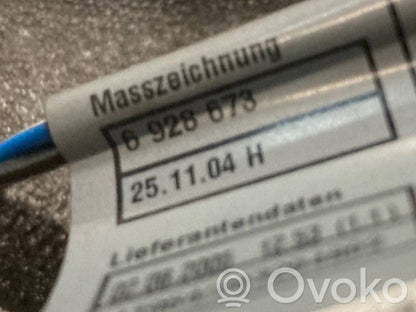 Masszeichnung
6 928 673
25.11.04 H
Lieferantendaten
Ovoko